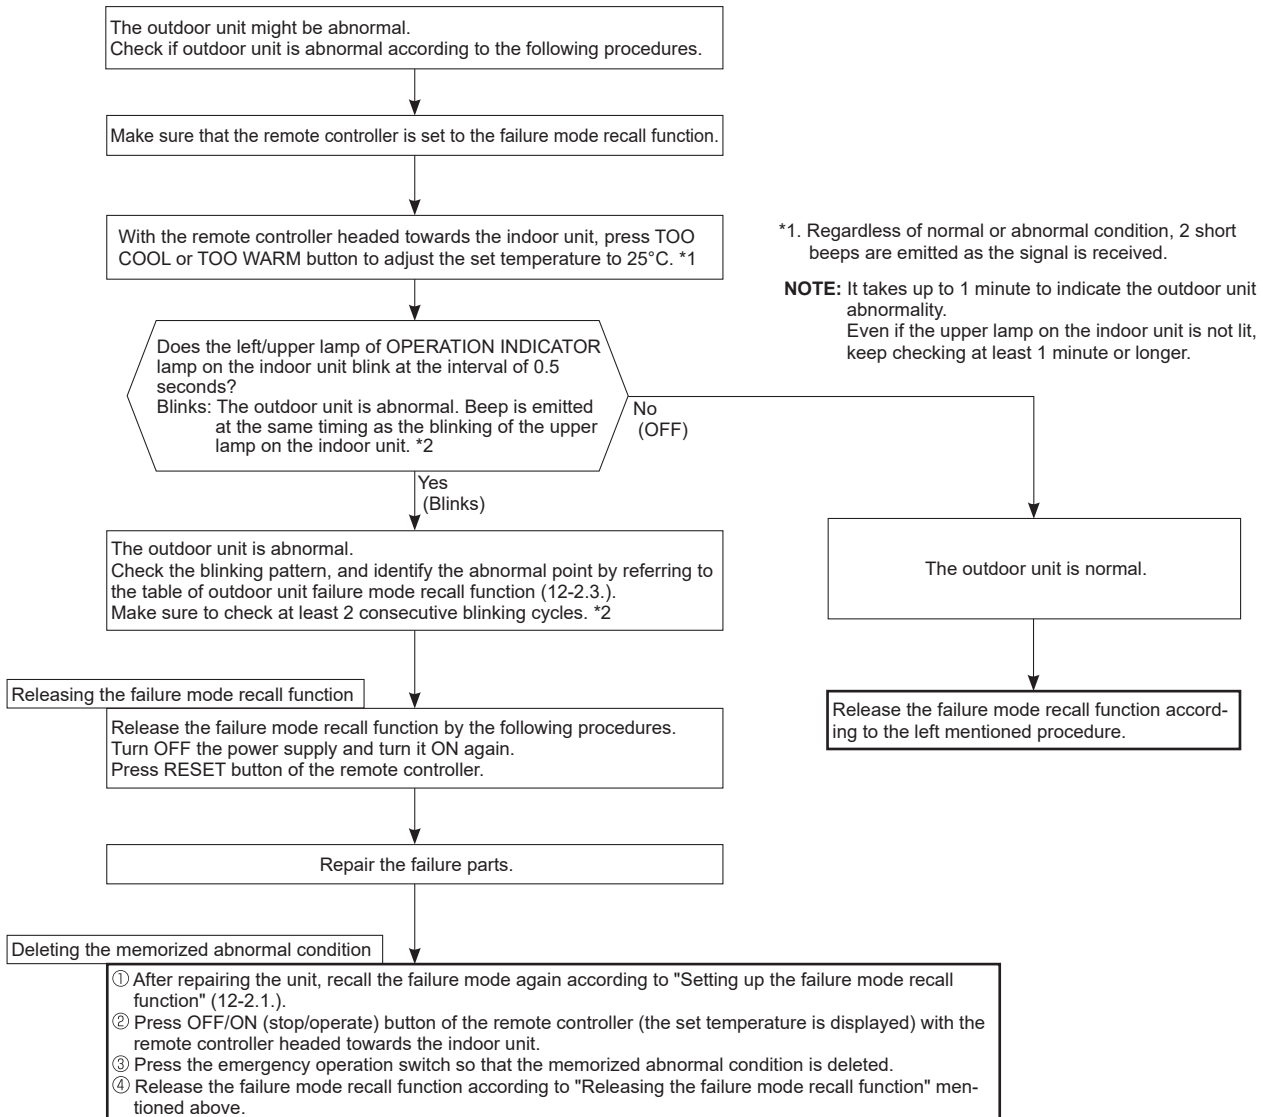 The outdoor unit might be abnormal.
Check if outdoor unit is abnormal according to the following procedures.
Make sure that the remote controller is set to the failure mode recall function.
With the remote controller headed towards the indoor unit, press TOO
COOL or TOO WARM button to adjust the set temperature to 25°C. *1
*1. Regardless of normal or abnormal condition, 2 short
beeps are emitted as the signal is received.
NOTE: It takes up to 1 minute to indicate the outdoor unit
abnormality.
Even if the upper lamp on the indoor unit is not lit,
keep checking at least 1 minute or longer.
Does the left/upper lamp of OPERATION INDICATOR
lamp on the indoor unit blink at the interval of 0.5
seconds?
Blinks: The outdoor unit is abnormal. Beep is emitted
at the same timing as the blinking of the upper
lamp on the indoor unit. *2
No
(OFF)
Yes
(Blinks)
The outdoor unit is abnormal.
Check the blinking pattern, and identify the abnormal point by referring to
the table of outdoor unit failure mode recall function (12-2.3.).
Make sure to check at least 2 consecutive blinking cycles. *2
The outdoor unit is normal.
Releasing the failure mode recall function
Release the failure mode recall function by the following procedures.
Turn OFF the power supply and turn it ON again.
Press RESET button of the remote controller.
Release the failure mode recall function accord-
ing to the left mentioned procedure.
Repair the failure parts.
Deleting the memorized abnormal condition
① After repairing the unit, recall the failure mode again according to "Setting up the failure mode recall
function" (12-2.1.).
② Press OFF/ON (stop/operate) button of the remote controller (the set temperature is displayed) with the
remote controller headed towards the indoor unit.
③ Press the emergency operation switch so that the memorized abnormal condition is deleted.
④ Release the failure mode recall function according to "Releasing the failure mode recall function" men-
tioned above.